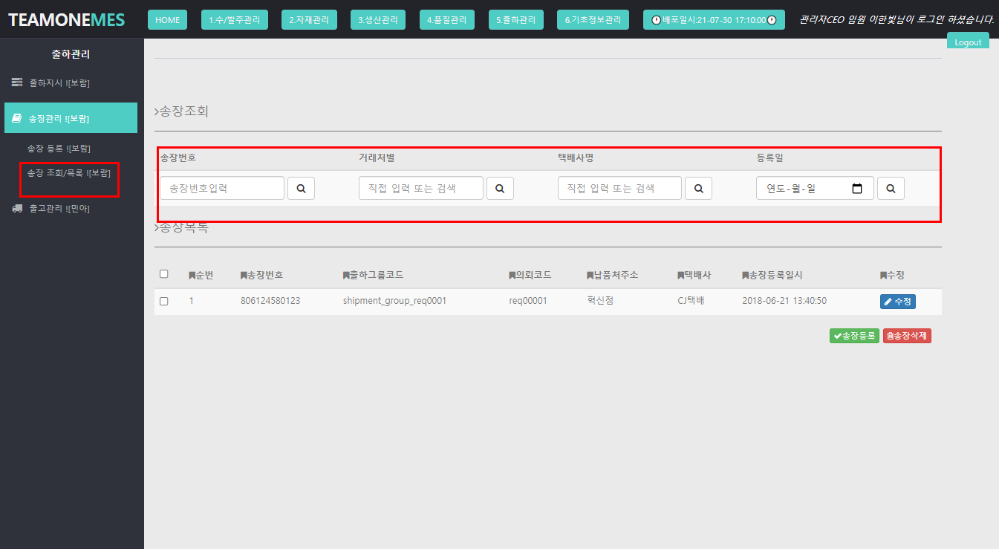 TEAMONEMES HOME 1.수/발주관리 2.자재관리 3.생산관리 4.품질관리 5.출하관리 6.기초정보관리 배포일시:21-07-30 17:10:00 관리자CEO 임원 이한빛님이 로그인 하셨습니다.
Logout
출하관리
출하지시 ![보람]
송장관리 ![보람]
송장 등록 ![보람]
송장 조회/목록 ![보람]
출고관리 ![민아]
>송장조회
송장번호 거래처별 택배사명 등록일
송장번호입력 직접 입력 또는 검색 직접 입력 또는 검색 연도-월-일
>송장목록
순번 송장번호 출하그룹코드 의뢰코드 납품처주소 택배사 송장등록일시 수정
1 806124580123 shipment_group_req0001 req00001 혁신점 CJ택배 2018-06-21 13:40:50 수정
송장등록 송장삭제